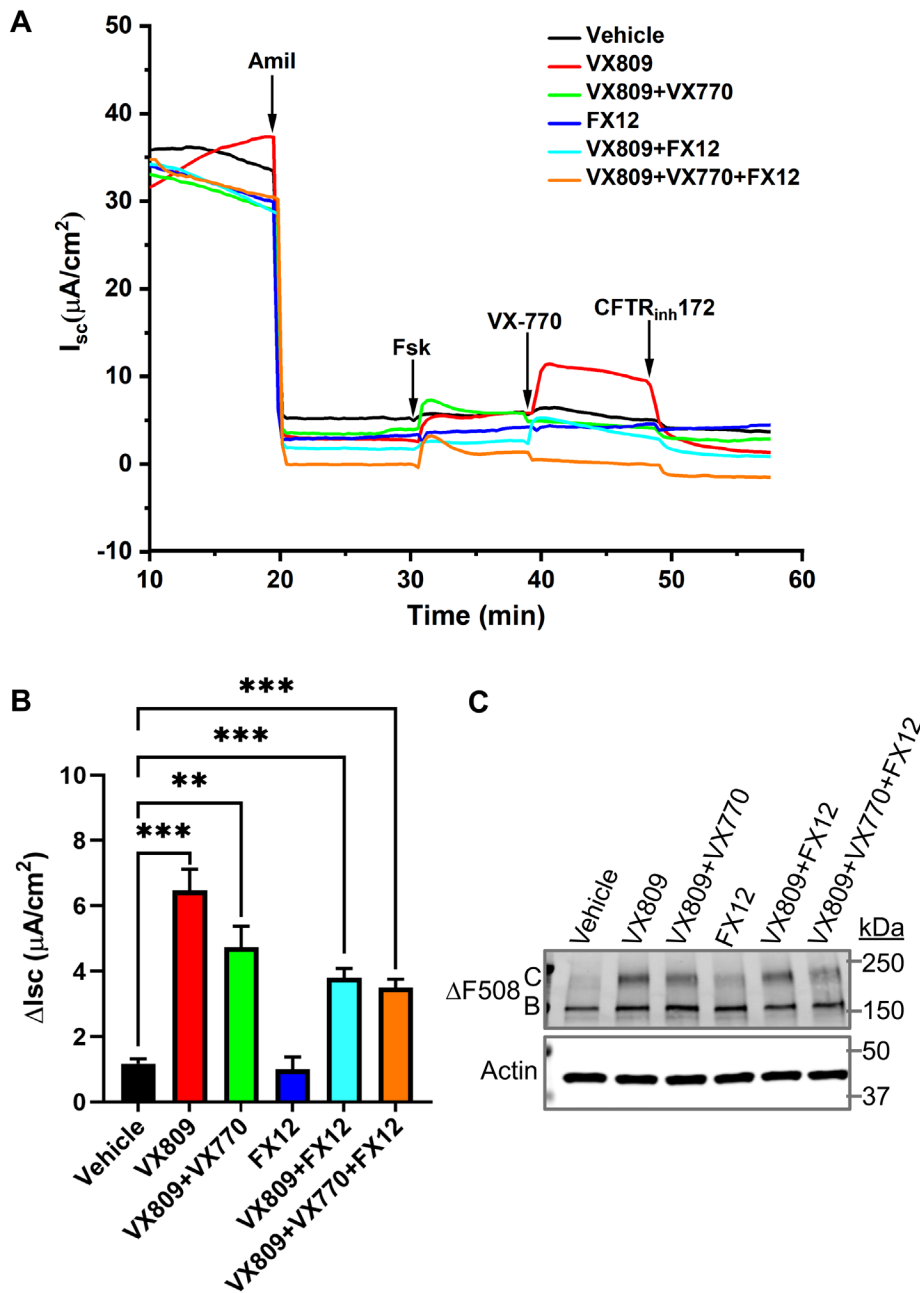 A
Amil
Vehicle
VX809
VX809+VX770
FX12
VX809+FX12
VX809+VX770+FX12
Fsk
VX-770
CFTRinh172
50
40
30
20
10
0
-10
Isc(μA/cm2)
10 20 30 40 50 60
Time (min)
B
***
***
**
***
10
8
6
4
2
0
ΔIsc (μA/cm2)
Vehicle
VX809
VX809+VX770
FX12
VX809+FX12
VX809+VX770+FX12
C
Vehicle
VX809
VX809+VX770
FX12
VX809+FX12
VX809+VX770+FX12
kDa
ΔF508
C
B
250
150
Actin
50
37